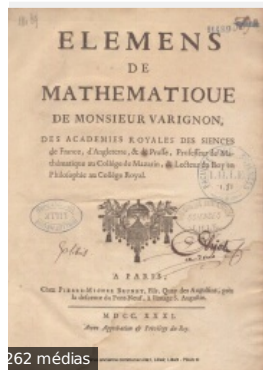 ELEMENS
DE
MATHEMATIQUE
DE MONSIEUR VARIGNON,
DES ACADEMIES ROYALES DES SIENCES
de France, d'Angleterre, & de Prusse, Professeur de Ma-
thématique au Collége de Mazarin, & Lecteur du Roy en
Philosophie au Collége Royal.
A PARIS,
Chez PIERRE-MICHEL BRUNET, Fils, Quay des Augustins, près
la descente du Pont Neuf, à l'image S. Augustin.
M DCC. XXXI.
Avec Approbation & Privilége du Roy.
262 médias